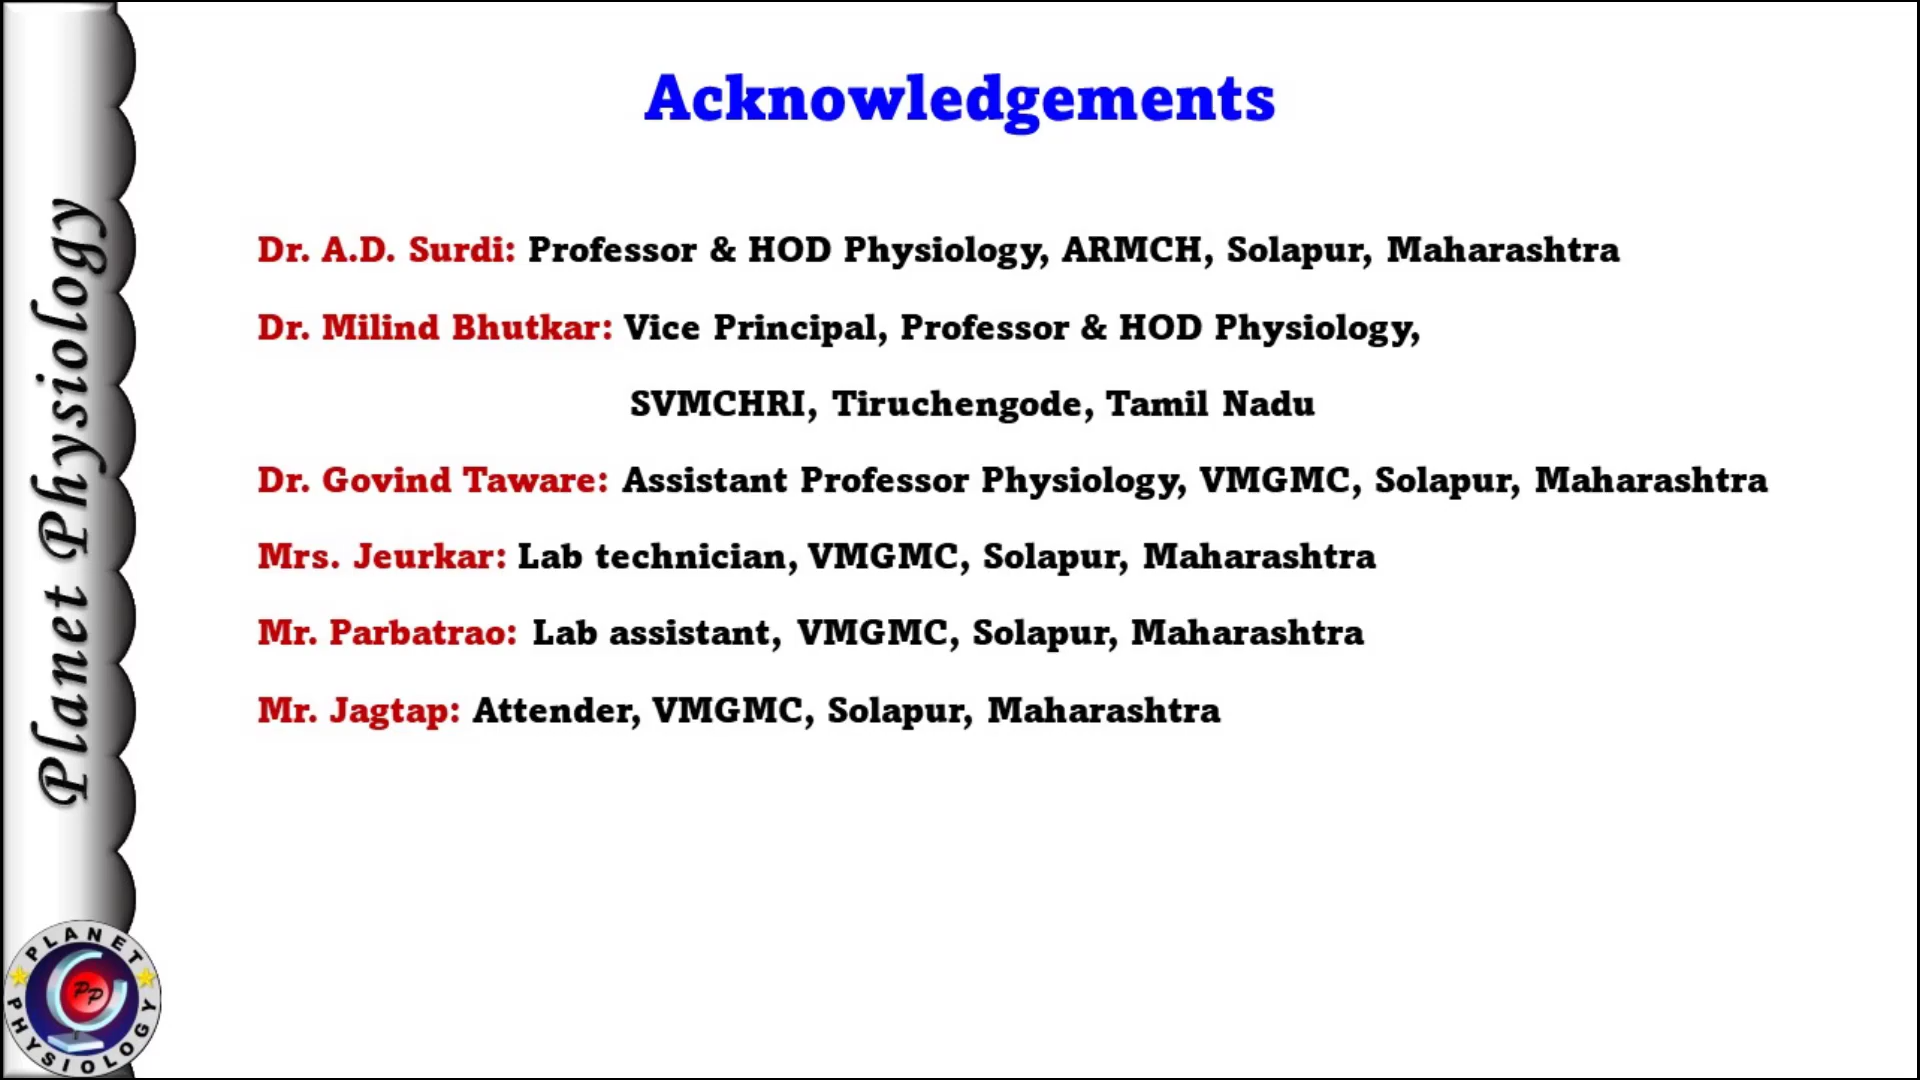 Acknowledgements
Dr. A.D. Surdi: Professor & HOD Physiology, ARMCH, Solapur, Maharashtra
Dr. Milind Bhutkar: Vice Principal, Professor & HOD Physiology,
SVMCHRI, Tiruchengode, Tamil Nadu
Dr. Govind Taware: Assistant Professor Physiology, VMGMC, Solapur, Maharashtra
Mrs. Jeurkar: Lab technician, VMGMC, Solapur, Maharashtra
Mr. Parbatrao: Lab assistant, VMGMC, Solapur, Maharashtra
Mr. Jagtap: Attender, VMGMC, Solapur, Maharashtra
Planet Physiology
PLANET
PP
PHYSIOLOGY